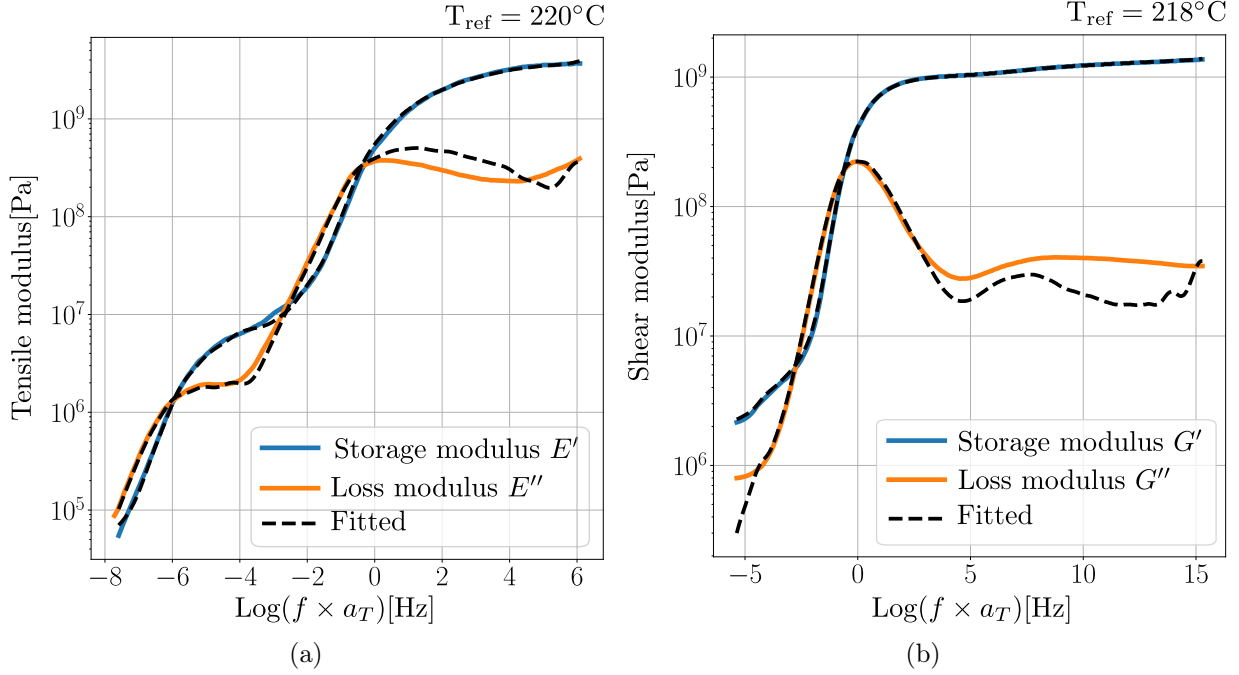 T_ref = 220°C
Tensile modulus[Pa]
10^9
10^8
10^7
10^6
10^5
Storage modulus E′
Loss modulus E″
Fitted
−8 −6 −4 −2 0 2 4 6
Log(f × a_T)[Hz]
(a)
T_ref = 218°C
Shear modulus[Pa]
10^9
10^8
10^7
10^6
Storage modulus G′
Loss modulus G″
Fitted
−5 0 5 10 15
Log(f × a_T)[Hz]
(b)